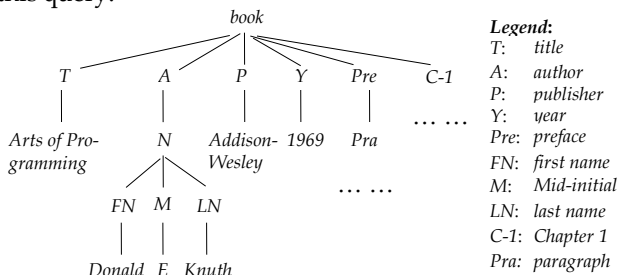 this query.
book
T A P Y Pre C-1
Arts of Pro-
gramming
N
Addison-
Wesley
1969
Pra
... ...
... ...
FN M LN
Donald E Knuth
Legend:
T: title
A: author
P: publisher
Y: year
Pre: preface
FN: first name
M: Mid-initial
LN: last name
C-1: Chapter 1
Pra: paragraph